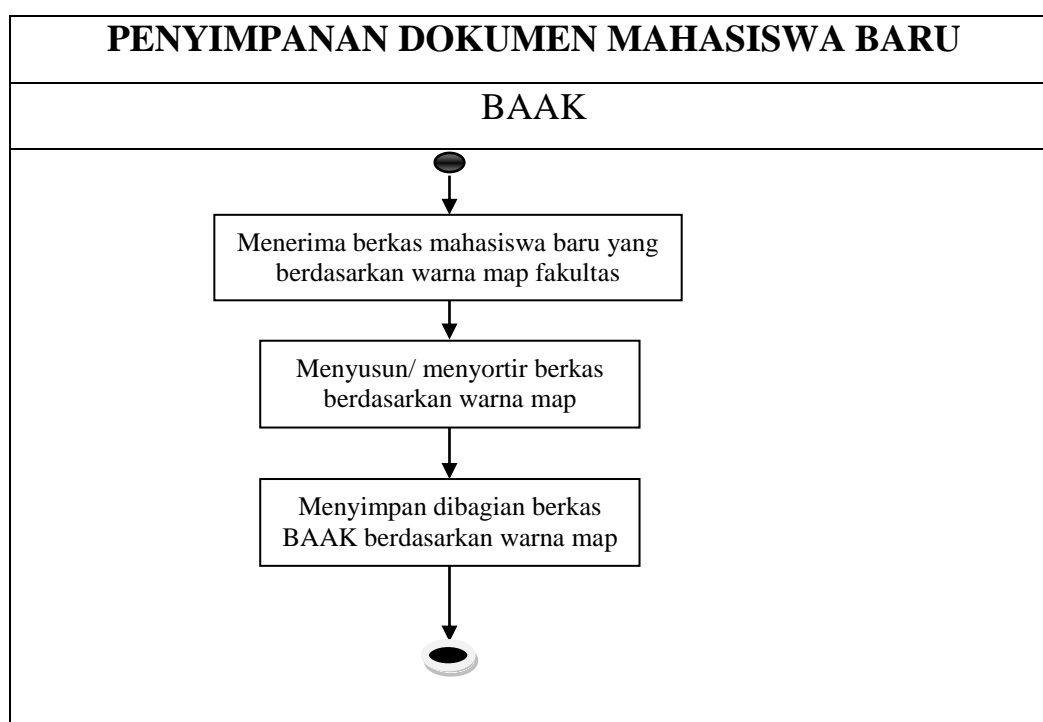 PENYIMPANAN DOKUMEN MAHASISWA BARU
BAAK
Menerima berkas mahasiswa baru yang
berdasarkan warna map fakultas
Menyusun/ menyortir berkas
berdasarkan warna map
Menyimpan dibagian berkas
BAAK berdasarkan warna map